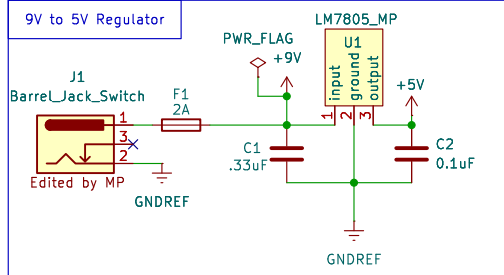 9V to 5V Regulator
LM7805_MP
PWR_FLAG
+9V
U1
input
ground
output
1
2
3
+5V
J1
Barrel_Jack_Switch
F1
2A
1
3
2
Edited by MP
GNDREF
C1
.33uF
C2
0.1uF
GNDREF